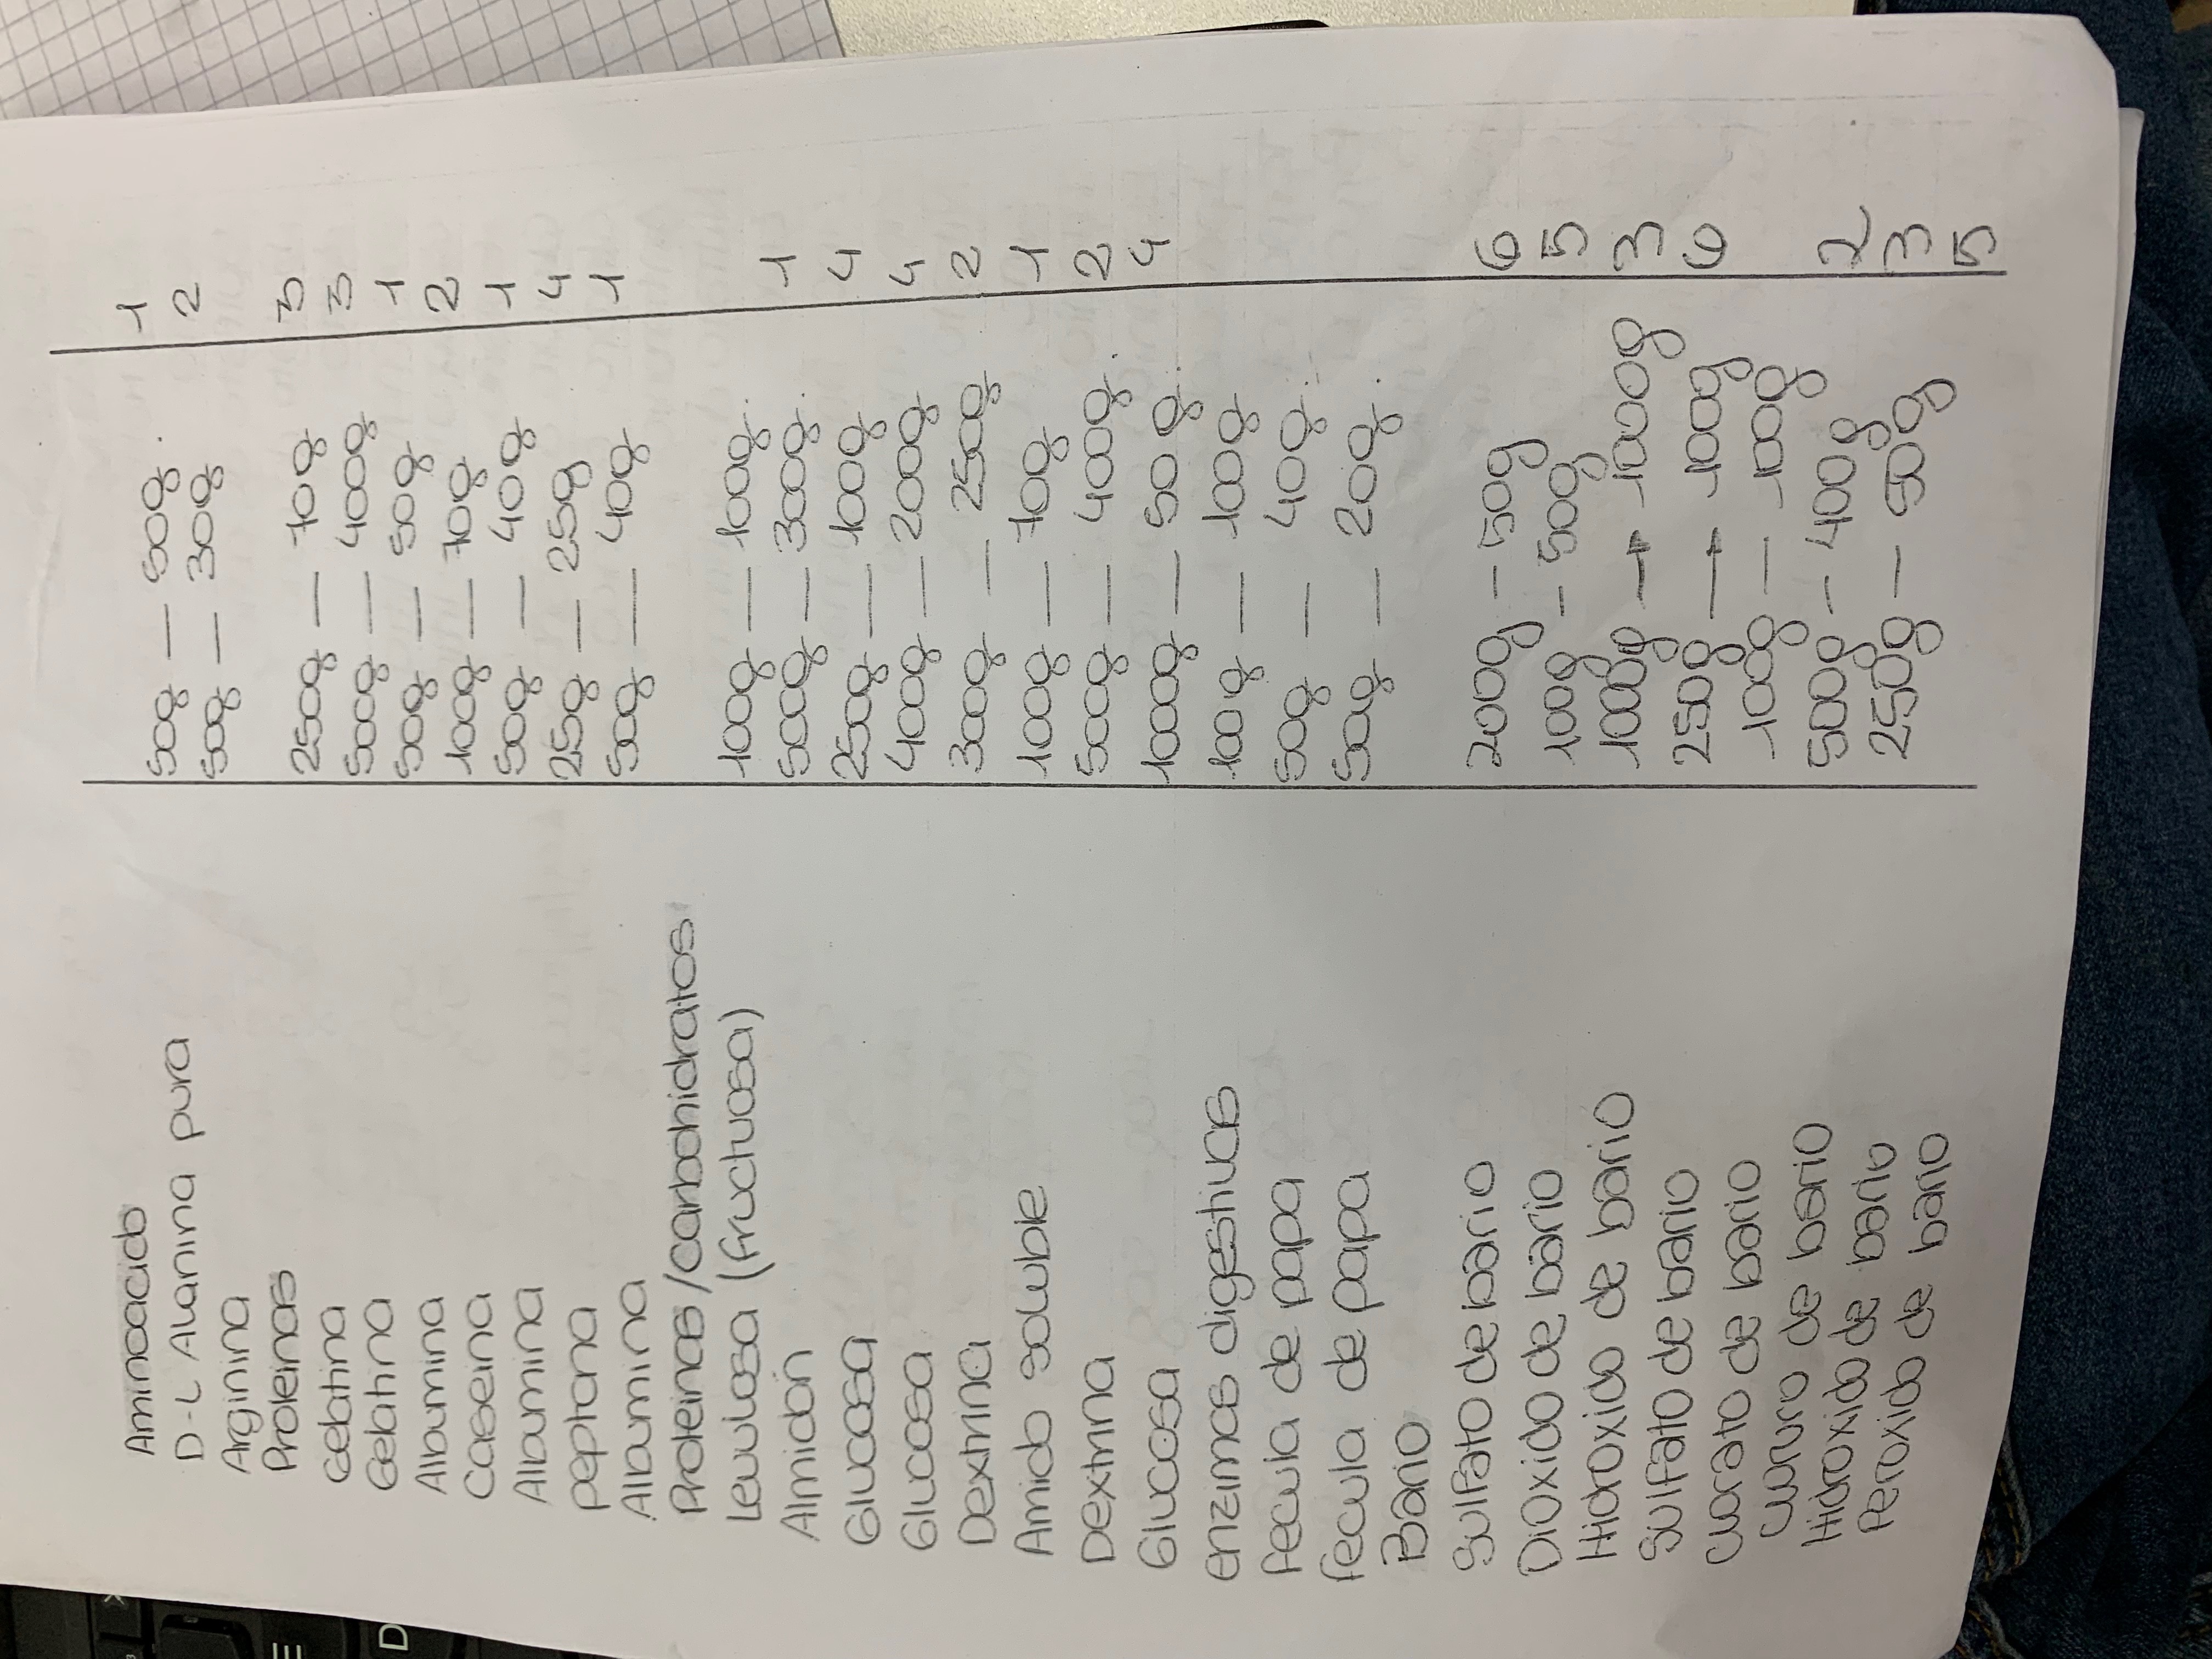 Aminoacido
D-L Alanina pura 50g — 50g. 1
Arginina 50g — 30g 2
Proteinas
Gelatina 250g — 70g 3
Gelatina 500g — 400g 3
Albumina 50g — 50g 1
Caseina 100g — 70g 2
Albumina 50g — 40g 1
peptona 25g — 25g 4
Albumina 50g — 40g 1
Proteinas/carbohidratos
Levulosa (fructuosa) 100g — 100g.
Almidón 500g — 300g. 1
Glucosa 250g — 100g 4
Glucosa 400g — 200g 4
Dextrina 300g — 250g 2
Amido soluble 100g — 70g 1
Dextrina 500g — 400g. 2
Glucosa 1000g — 50g. 4
enzimas digestivas 100g — 100g
fecula de papa 50g — 40g.
fecula de papa 50g — 20g.
Bario
Sulfato de bario 200g - 50g 6
Dioxido de bario 100g - 50g 5
Hidroxido de bario 1000g → 1000g 3
Sulfato de bario 250g → 100g 6
Clorato de bario 100g — 100g
cloruro de bario 500g - 400g 2
Hidroxido de bario 250g — 50g 3
Peroxido de bario 5